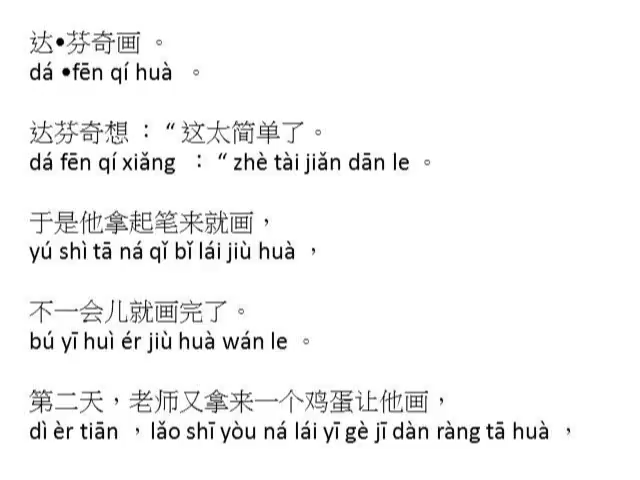 达•芬奇画 。
dá •fēn qí huà 。
达芬奇想 ：“ 这太简单了。
dá fēn qí xiǎng ：“ zhè tài jiǎn dān le 。
于是他拿起笔来就画，
yú shì tā ná qǐ bǐ lái jiù huà ，
不一会儿就画完了。
bú yī huì ér jiù huà wán le 。
第二天，老师又拿来一个鸡蛋让他画，
dì èr tiān ，lǎo shī yòu ná lái yī gè jī dàn ràng tā huà ，